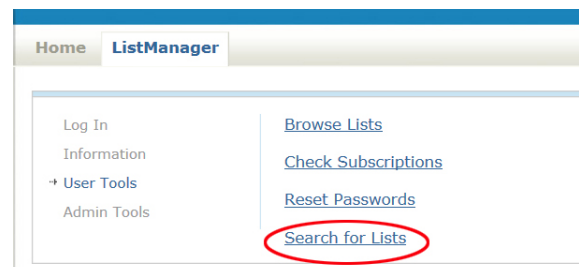 Home ListManager
Log In
Information
User Tools
Admin Tools
Browse Lists
Check Subscriptions
Reset Passwords
Search for Lists